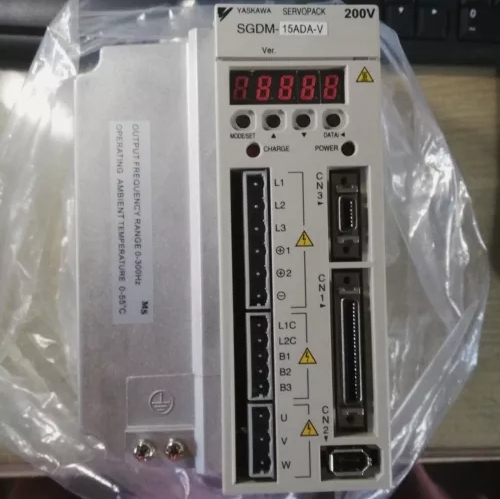 YASKAWA SERVOPACK 200V
SGDM-15ADA-V
Ver.
MODE/SET ▲ ▼ DATA/◄
CHARGE POWER
CN3
L1
L2
L3
⊕1
⊕2
⊖
CN1
L1C
L2C
B1
B2
B3
CN2
U
V
W
OUTPUT FREQUENCY RANGE 0-300Hz
OPERATING AMBIENT TEMPERATURE 0-55°C
MS